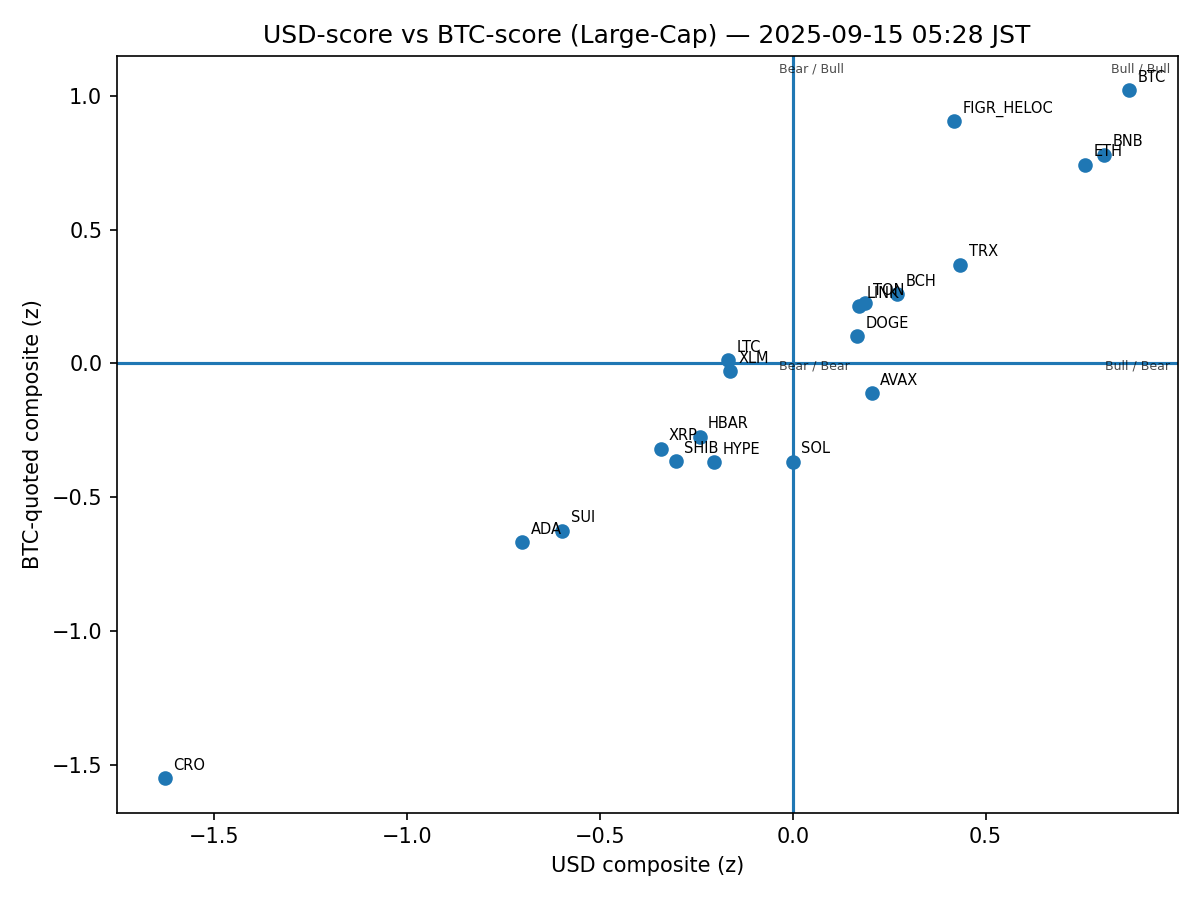 USD-score vs BTC-score (Large-Cap) — 2025-09-15 05:28 JST
Bear / Bull
Bull / Bull
BTC
FIGR_HELOC
BNB
ETH
TRX
BCH
TON
LINK
DOGE
LTC
XLM
Bear / Bear
Bull / Bear
AVAX
HBAR
XRP
SHIB
HYPE
SOL
SUI
ADA
CRO
1.0
0.5
0.0
−0.5
−1.0
−1.5
BTC-quoted composite (z)
−1.5
−1.0
−0.5
0.0
0.5
USD composite (z)